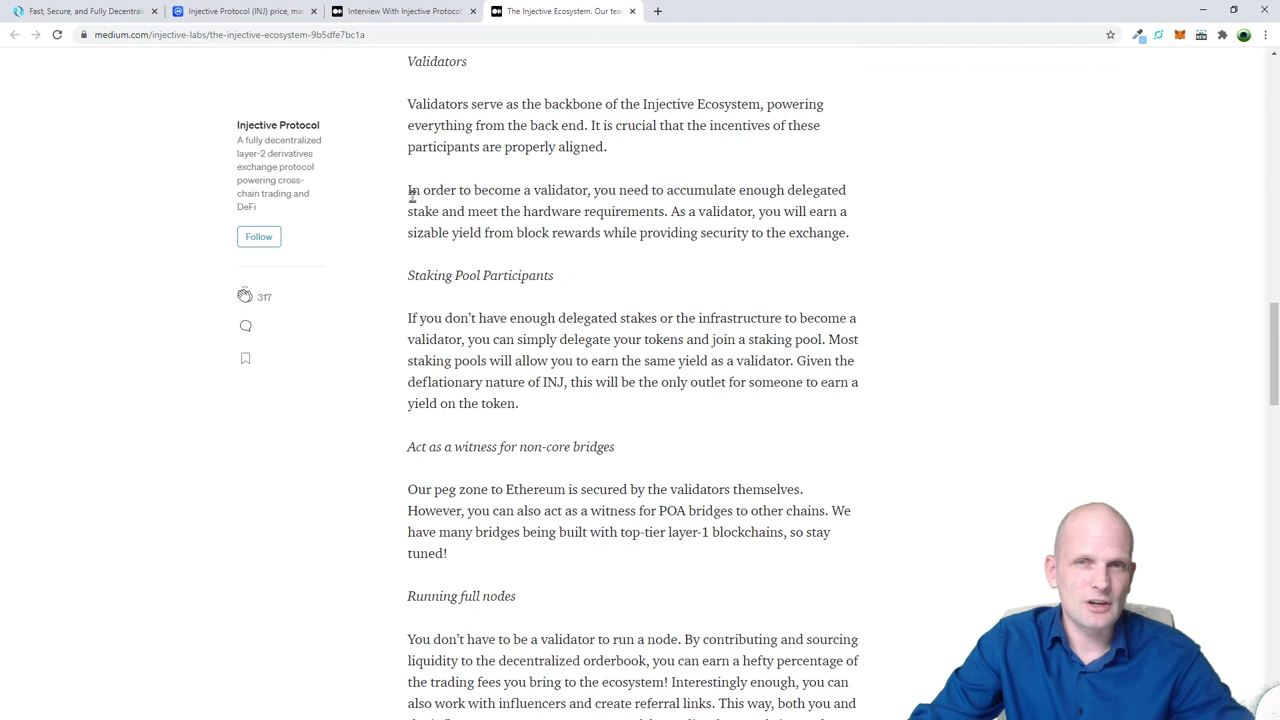 Fast, Secure, and Fully Decentral
Injective Protocol (INJ) price, ma
Interview With Injective Protocol
The Injective Ecosystem. Our tea
medium.com/injective-labs/the-injective-ecosystem-9b5dfe7bc1a
Injective Protocol
A fully decentralized
layer-2 derivatives
exchange protocol
powering cross-
chain trading and
DeFi
Follow
317
Validators
Validators serve as the backbone of the Injective Ecosystem, powering
everything from the back end. It is crucial that the incentives of these
participants are properly aligned.
In order to become a validator, you need to accumulate enough delegated
stake and meet the hardware requirements. As a validator, you will earn a
sizable yield from block rewards while providing security to the exchange.
Staking Pool Participants
If you don’t have enough delegated stakes or the infrastructure to become a
validator, you can simply delegate your tokens and join a staking pool. Most
staking pools will allow you to earn the same yield as a validator. Given the
deflationary nature of INJ, this will be the only outlet for someone to earn a
yield on the token.
Act as a witness for non-core bridges
Our peg zone to Ethereum is secured by the validators themselves.
However, you can also act as a witness for POA bridges to other chains. We
have many bridges being built with top-tier layer-1 blockchains, so stay
tuned!
Running full nodes
You don’t have to be a validator to run a node. By contributing and sourcing
liquidity to the decentralized orderbook, you can earn a hefty percentage of
the trading fees you bring to the ecosystem! Interestingly enough, you can
also work with influencers and create referral links. This way, both you and